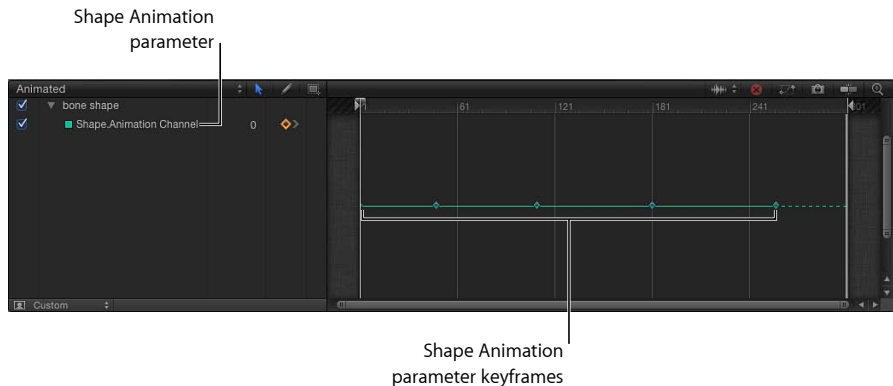 Shape Animation
parameter
Animated
bone shape
61
121
181
241
301
Shape.Animation Channel
0
Custom
Shape Animation
parameter keyframes